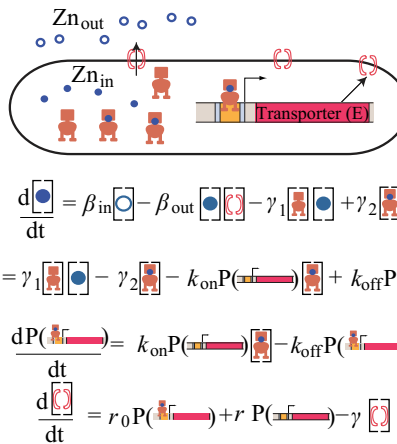 Zn_out
Zn_in
Transporter (E)
d[ ]/dt = β_in[ ] − β_out[ ][ ] − γ_1[ ][ ] + γ_2[ ]
= γ_1[ ][ ] − γ_2[ ] − k_on P( )[ ] + k_off P
dP( )/dt = k_on P( )[ ] − k_off P( )
d[ ]/dt = r_0 P( ) + r P( ) − γ[ ]